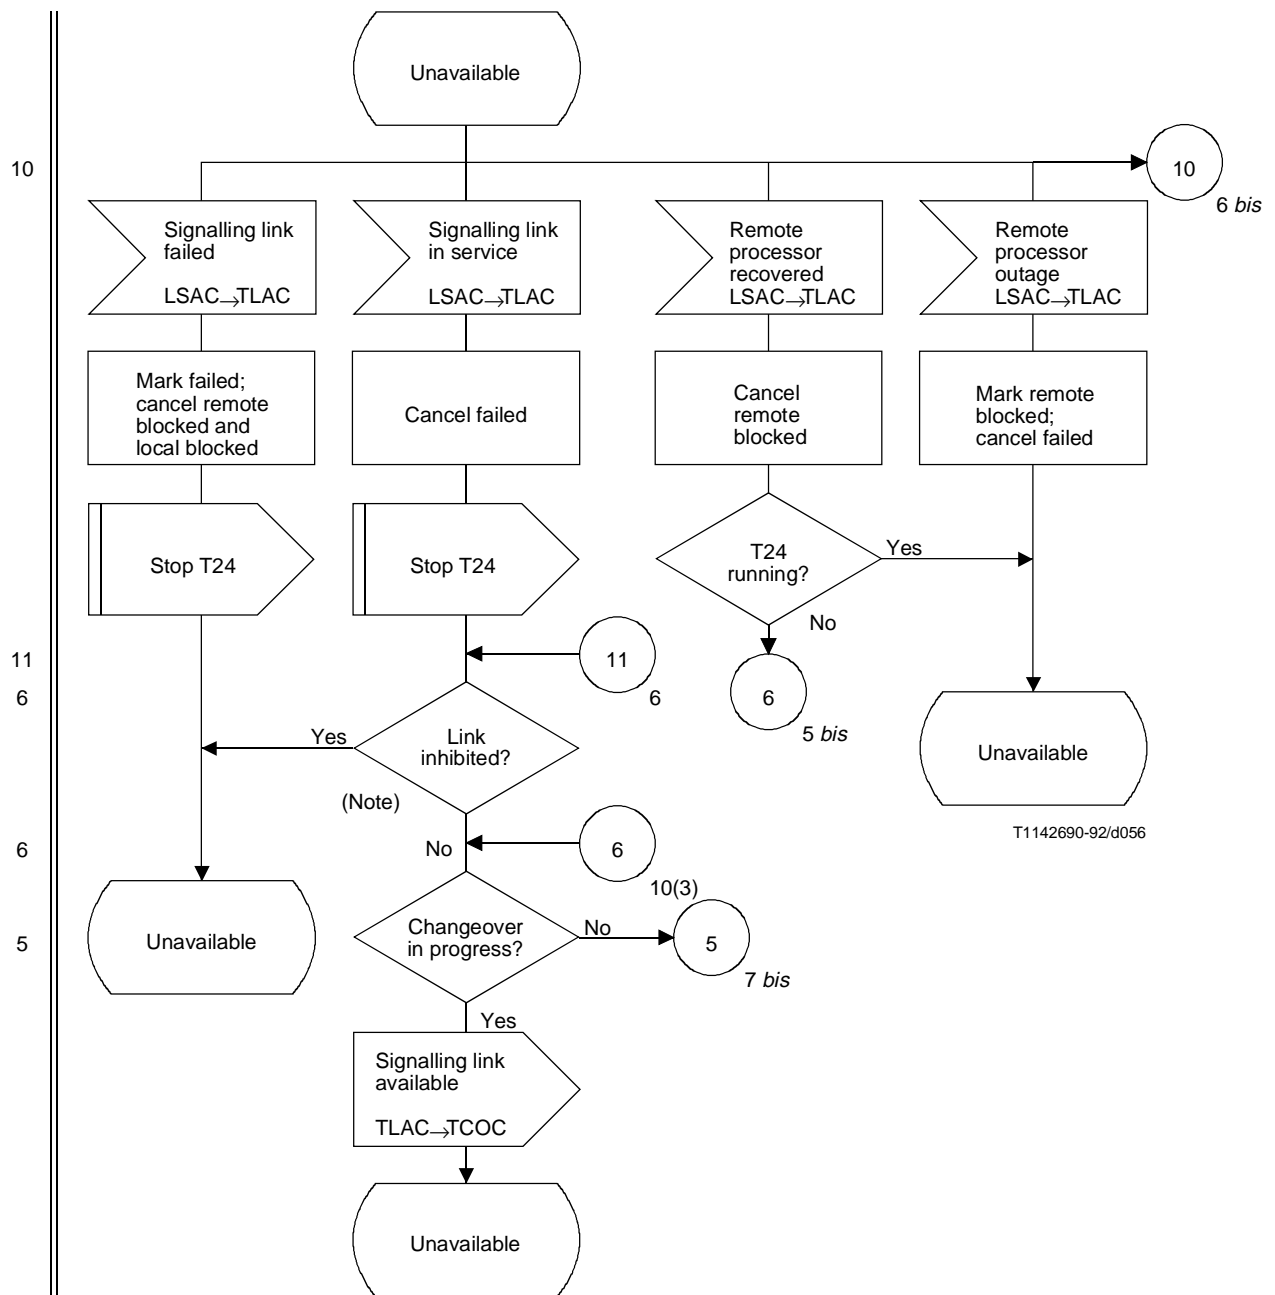 Unavailable
10
10
6 bis
Signalling link
failed
LSAC→TLAC
Signalling link
in service
LSAC→TLAC
Remote
processor
recovered
LSAC→TLAC
Remote
processor
outage
LSAC→TLAC
Mark failed;
cancel remote
blocked and
local blocked
Cancel failed
Cancel
remote
blocked
Mark remote
blocked;
cancel failed
Stop T24
Stop T24
T24
running?
Yes
No
11
11
6
6
6
5 bis
Yes
Link
inhibited?
(Note)
Unavailable
T1142690-92/d056
6
No
6
10(3)
5
Unavailable
Changeover
in progress?
No
5
7 bis
Yes
Signalling link
available
TLAC→TCOC
Unavailable